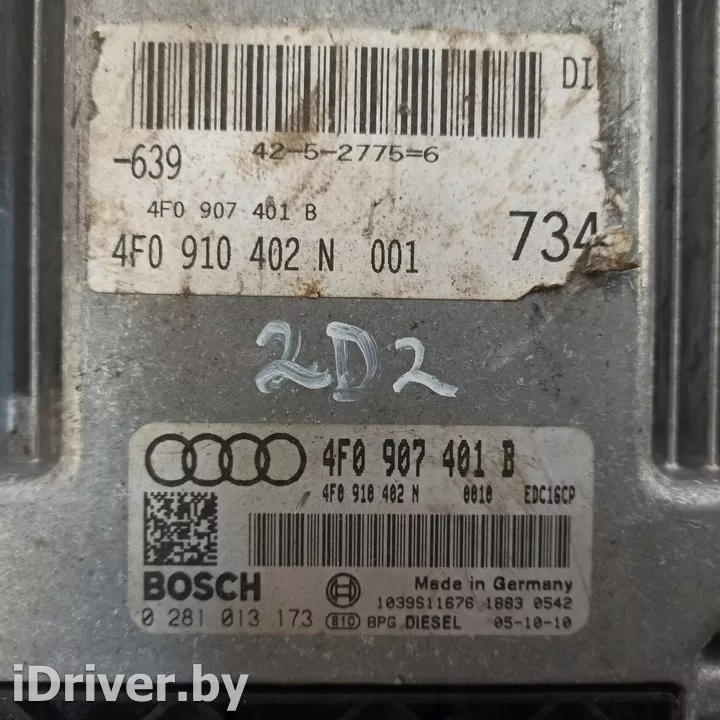 DI
42-5-2775=6
-639
4F0 907 401 B
4F0 910 402 N 001
734
2D2
4F0 907 401 B
4F0 910 402 N 0010 EDC16CP
BOSCH
Made in Germany
1039S11676 1883 0542
0 281 013 173 810 BPG DIESEL 05-10-10
iDriver.by